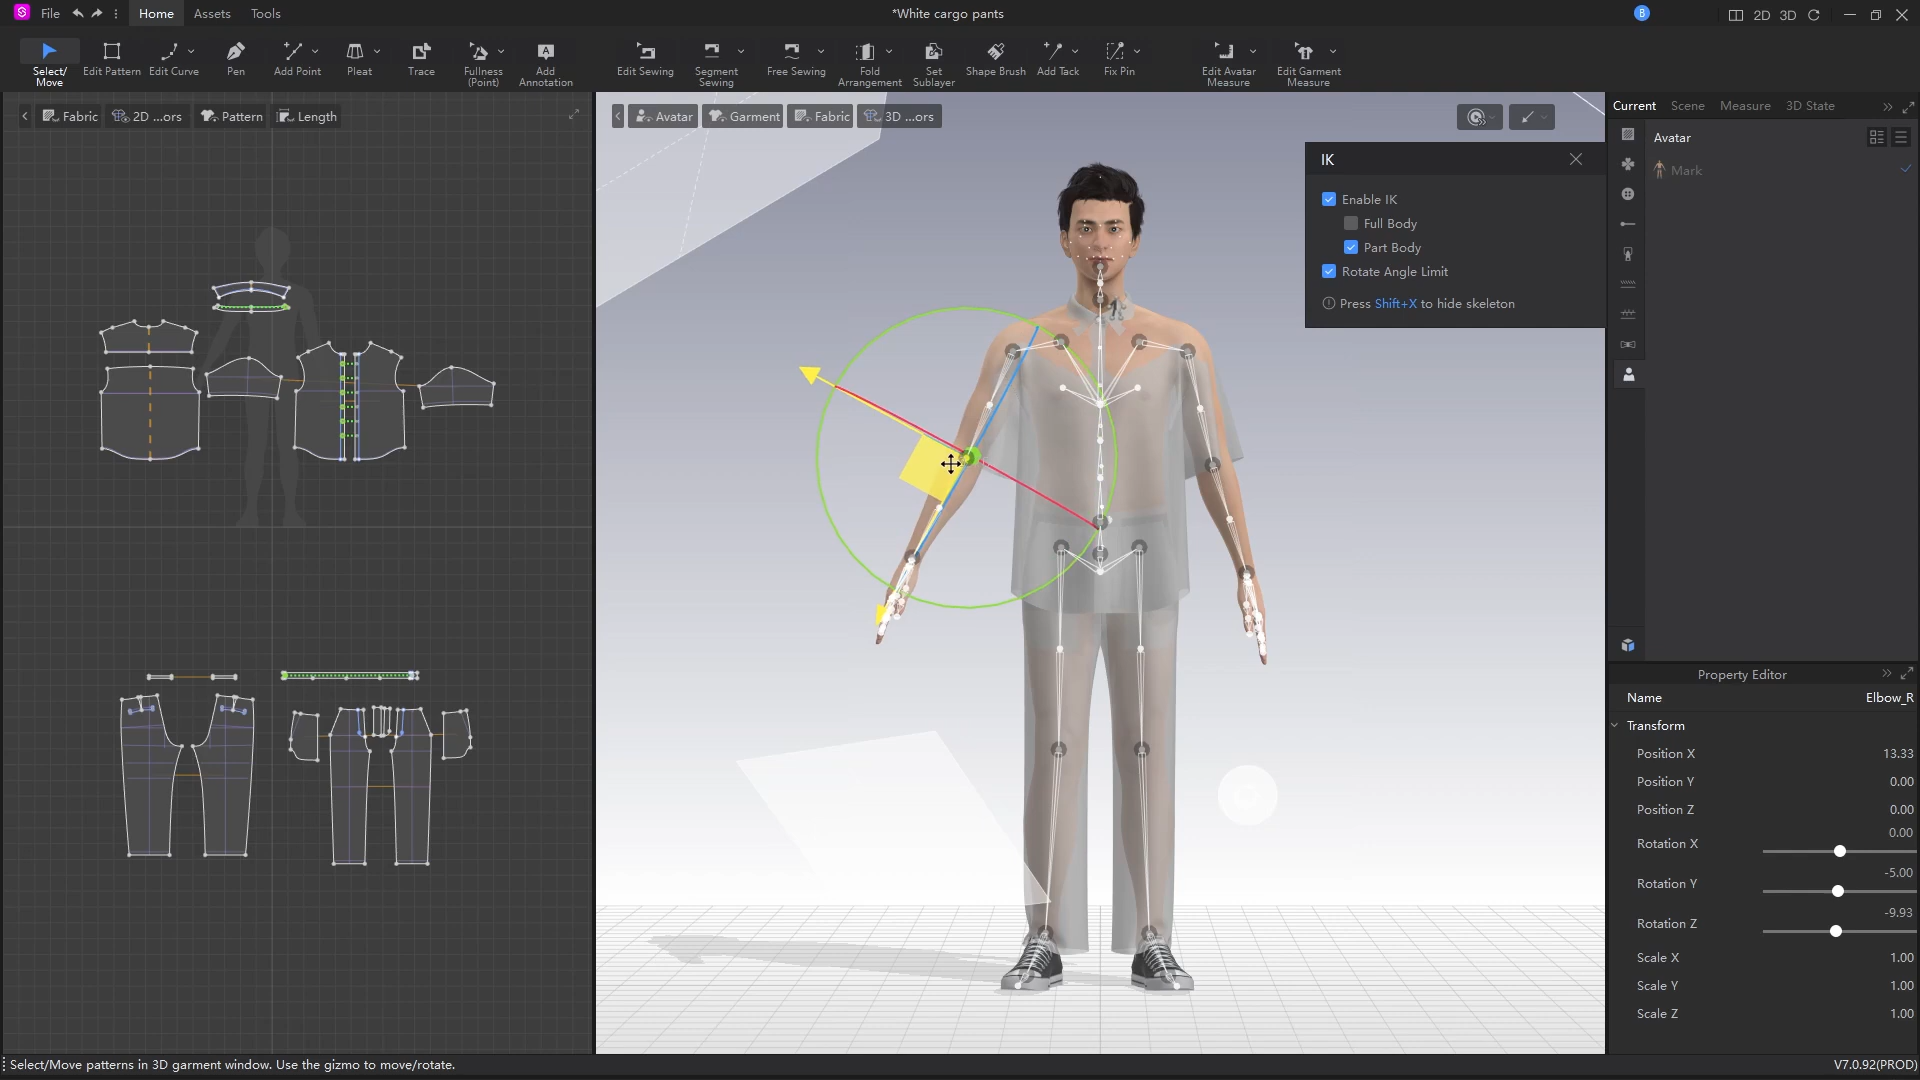 File
Home
Assets
Tools
*White cargo pants
B
2D
3D
Select/
Move
Edit Pattern
Edit Curve
Pen
Add Point
Pleat
Trace
Fullness
(Point)
Add
Annotation
Edit Sewing
Segment
Sewing
Free Sewing
Fold
Arrangement
Set
Sublayer
Shape Brush
Add Tack
Fix Pin
Edit Avatar
Measure
Edit Garment
Measure
Fabric
2D ...ors
Pattern
Length
Avatar
Garment
Fabric
3D ...ors
Current
Scene
Measure
3D State
Avatar
Mark
IK
Enable IK
Full Body
Part Body
Rotate Angle Limit
Press Shift+X to hide skeleton
Property Editor
Name Elbow_R
Transform
Position X 13.33
Position Y 0.00
Position Z 0.00
Rotation X 0.00
Rotation Y -5.00
Rotation Z -9.93
Scale X 1.00
Scale Y 1.00
Scale Z 1.00
Select/Move patterns in 3D garment window. Use the gizmo to move/rotate.
V7.0.92(PROD)